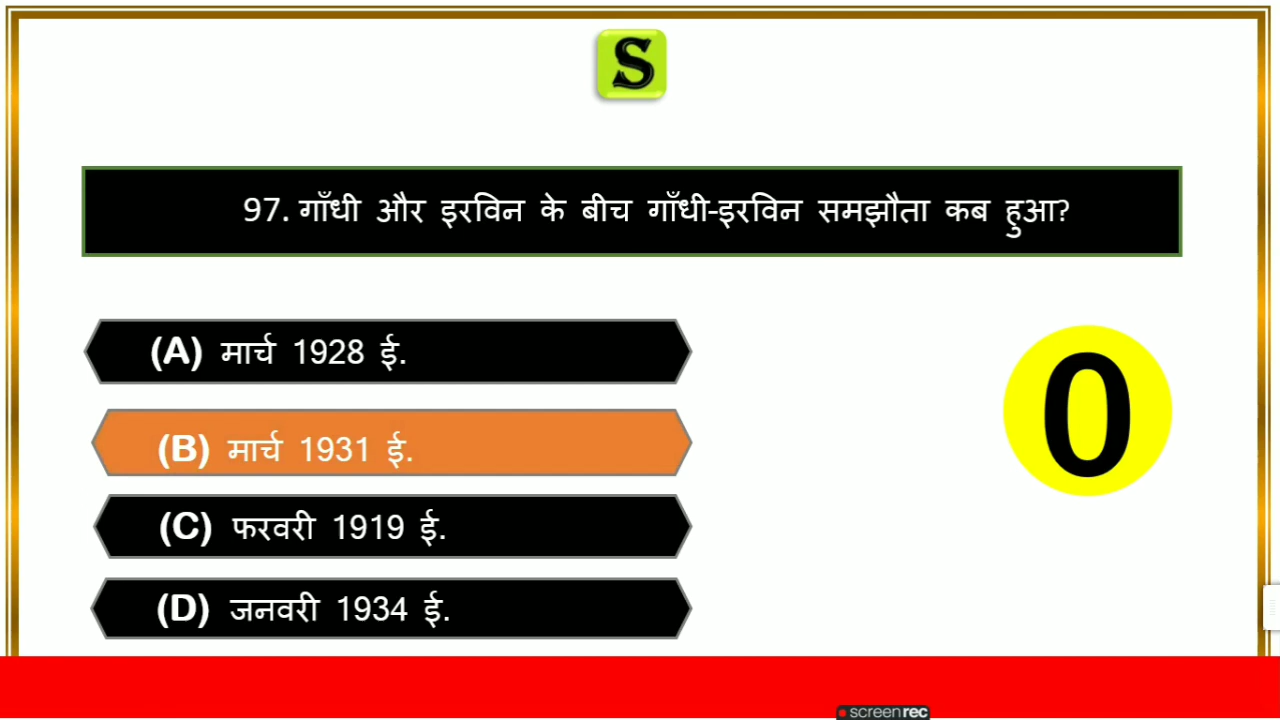 S
97. गाँधी और इरविन के बीच गाँधी-इरविन समझौता कब हुआ?
(A) मार्च 1928 ई.
(B) मार्च 1931 ई.
0
(C) फरवरी 1919 ई.
(D) जनवरी 1934 ई.
screenrec